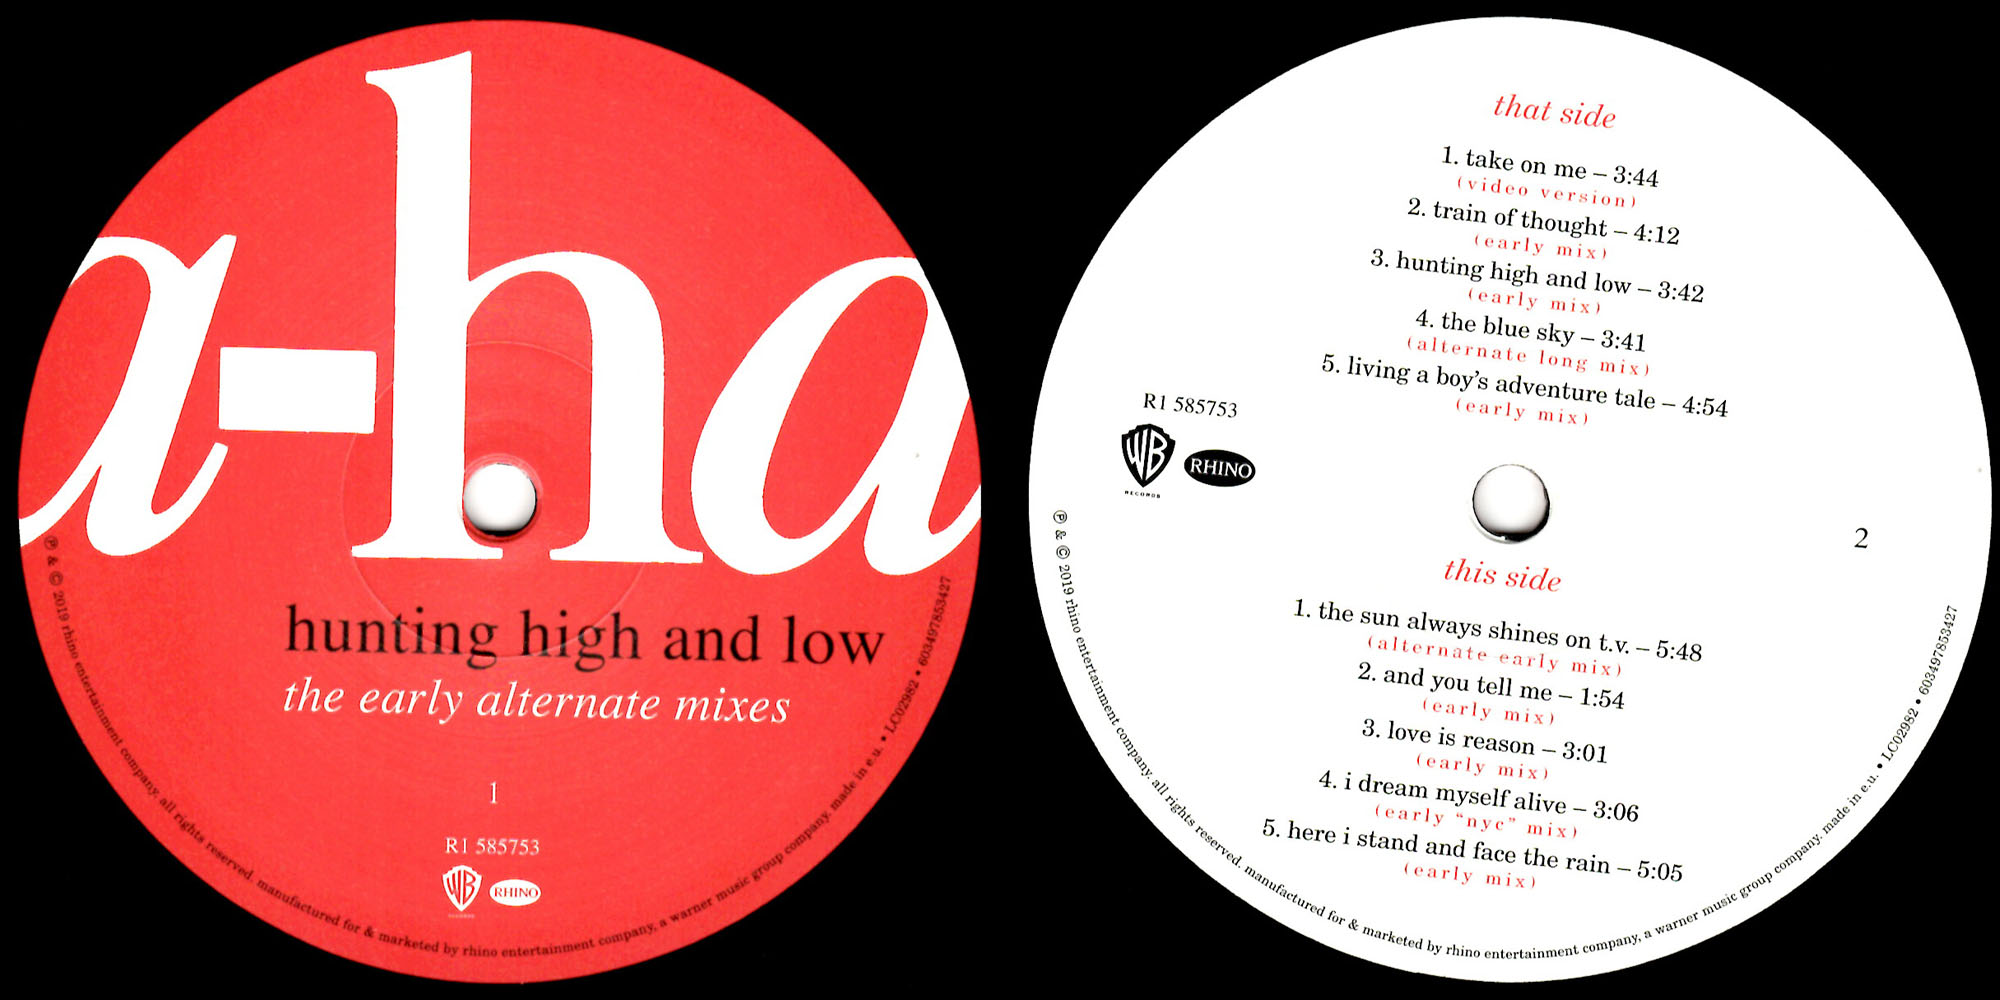 a-ha
hunting high and low
the early alternate mixes
1
R1 585753
WB
RECORDS
RHINO
℗ & © 2019 rhino entertainment company. all rights reserved. manufactured for & marketed by rhino entertainment company, a warner music group company. made in e.u. • LC02982 • 603497853427
that side
1. take on me – 3:44
(video version)
2. train of thought – 4:12
(early mix)
3. hunting high and low – 3:42
(early mix)
4. the blue sky – 3:41
(alternate long mix)
5. living a boy's adventure tale – 4:54
(early mix)
R1 585753
WB
RECORDS
RHINO
2
this side
1. the sun always shines on t.v. – 5:48
(alternate early mix)
2. and you tell me – 1:54
(early mix)
3. love is reason – 3:01
(early mix)
4. i dream myself alive – 3:06
(early “nyc” mix)
5. here i stand and face the rain – 5:05
(early mix)
℗ & © 2019 rhino entertainment company. all rights reserved. manufactured for & marketed by rhino entertainment company, a warner music group company. made in e.u. • LC02982 • 603497853427